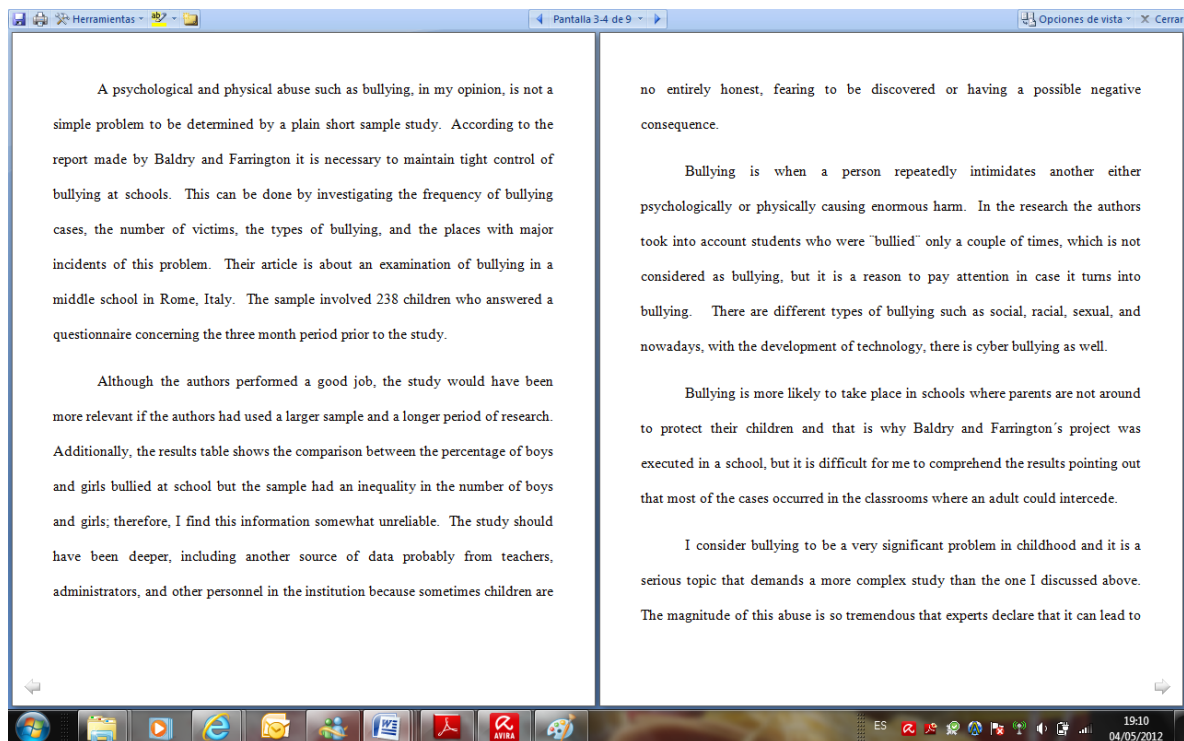 Herramientas
Pantalla 3-4 de 9
Opciones de vista
Cerrar
A psychological and physical abuse such as bullying, in my opinion, is not a
simple problem to be determined by a plain short sample study. According to the
report made by Baldry and Farrington it is necessary to maintain tight control of
bullying at schools. This can be done by investigating the frequency of bullying
cases, the number of victims, the types of bullying, and the places with major
incidents of this problem. Their article is about an examination of bullying in a
middle school in Rome, Italy. The sample involved 238 children who answered a
questionnaire concerning the three month period prior to the study.
Although the authors performed a good job, the study would have been
more relevant if the authors had used a larger sample and a longer period of research.
Additionally, the results table shows the comparison between the percentage of boys
and girls bullied at school but the sample had an inequality in the number of boys
and girls; therefore, I find this information somewhat unreliable. The study should
have been deeper, including another source of data probably from teachers,
administrators, and other personnel in the institution because sometimes children are
no entirely honest, fearing to be discovered or having a possible negative
consequence.
Bullying is when a person repeatedly intimidates another either
psychologically or physically causing enormous harm. In the research the authors
took into account students who were ¨bullied¨ only a couple of times, which is not
considered as bullying, but it is a reason to pay attention in case it turns into
bullying. There are different types of bullying such as social, racial, sexual, and
nowadays, with the development of technology, there is cyber bullying as well.
Bullying is more likely to take place in schools where parents are not around
to protect their children and that is why Baldry and Farrington´s project was
executed in a school, but it is difficult for me to comprehend the results pointing out
that most of the cases occurred in the classrooms where an adult could intercede.
I consider bullying to be a very significant problem in childhood and it is a
serious topic that demands a more complex study than the one I discussed above.
The magnitude of this abuse is so tremendous that experts declare that it can lead to
AVIRA
ES
19:10
04/05/2012